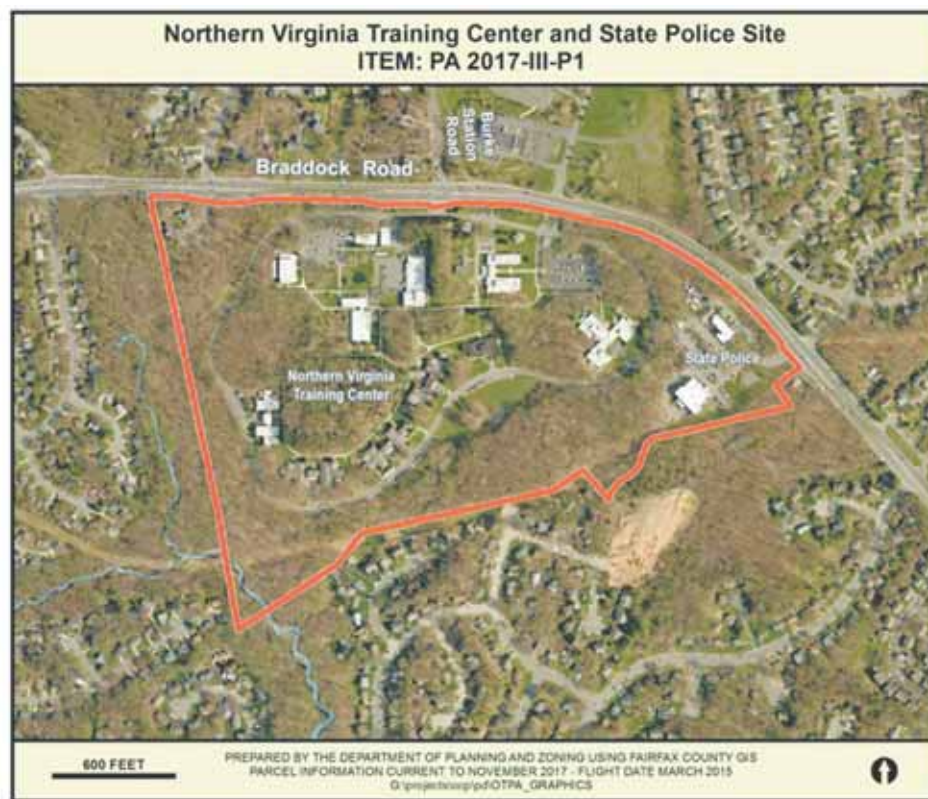 Northern Virginia Training Center and State Police Site
ITEM: PA 2017-III-P1
Burke
Station
Road
Braddock Road
State Police
Northern Virginia
Training Center
600 FEET
PREPARED BY THE DEPARTMENT OF PLANNING AND ZONING USING FAIRFAX COUNTY GIS
PARCEL INFORMATION CURRENT TO NOVEMBER 2017 - FLIGHT DATE MARCH 2015